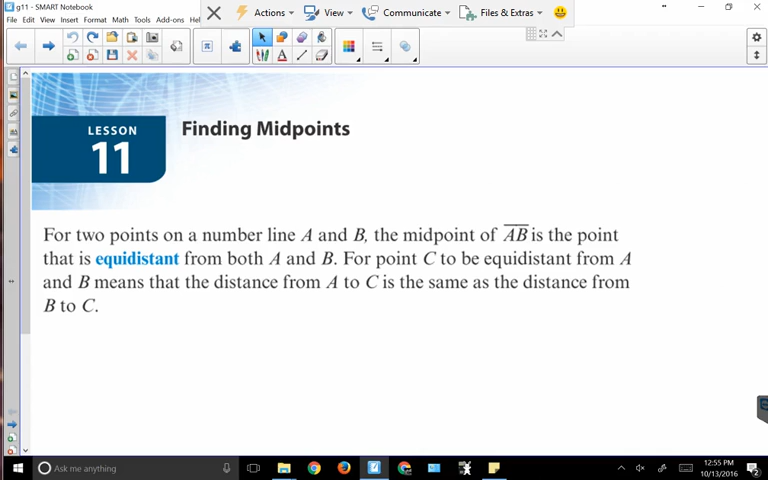 g11 - SMART Notebook
File Edit View Insert Format Math Tools Add-ons
Actions View Communicate Files & Extras
LESSON
11
Finding Midpoints
For two points on a number line A and B, the midpoint of AB is the point
that is equidistant from both A and B. For point C to be equidistant from A
and B means that the distance from A to C is the same as the distance from
B to C.
Ask me anything
12:55 PM
10/13/2016